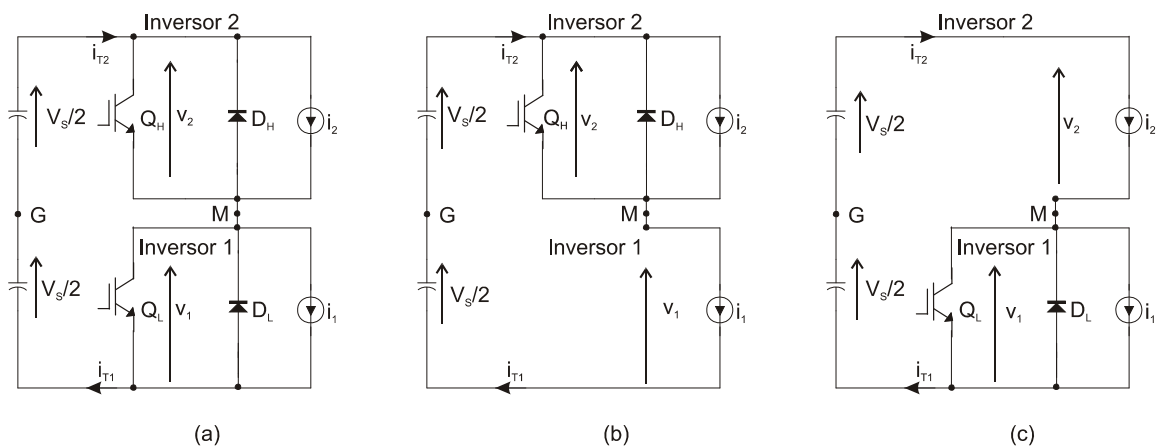 Inversor 2
i_T2
V_S/2
Q_H
v_2
D_H
i_2
G
M
Inversor 1
V_S/2
Q_L
v_1
D_L
i_1
i_T1
(a)
Inversor 2
i_T2
V_S/2
Q_H
v_2
D_H
i_2
G
M
Inversor 1
V_S/2
v_1
i_1
i_T1
(b)
Inversor 2
i_T2
V_S/2
v_2
i_2
G
M
Inversor 1
V_S/2
Q_L
v_1
D_L
i_1
i_T1
(c)